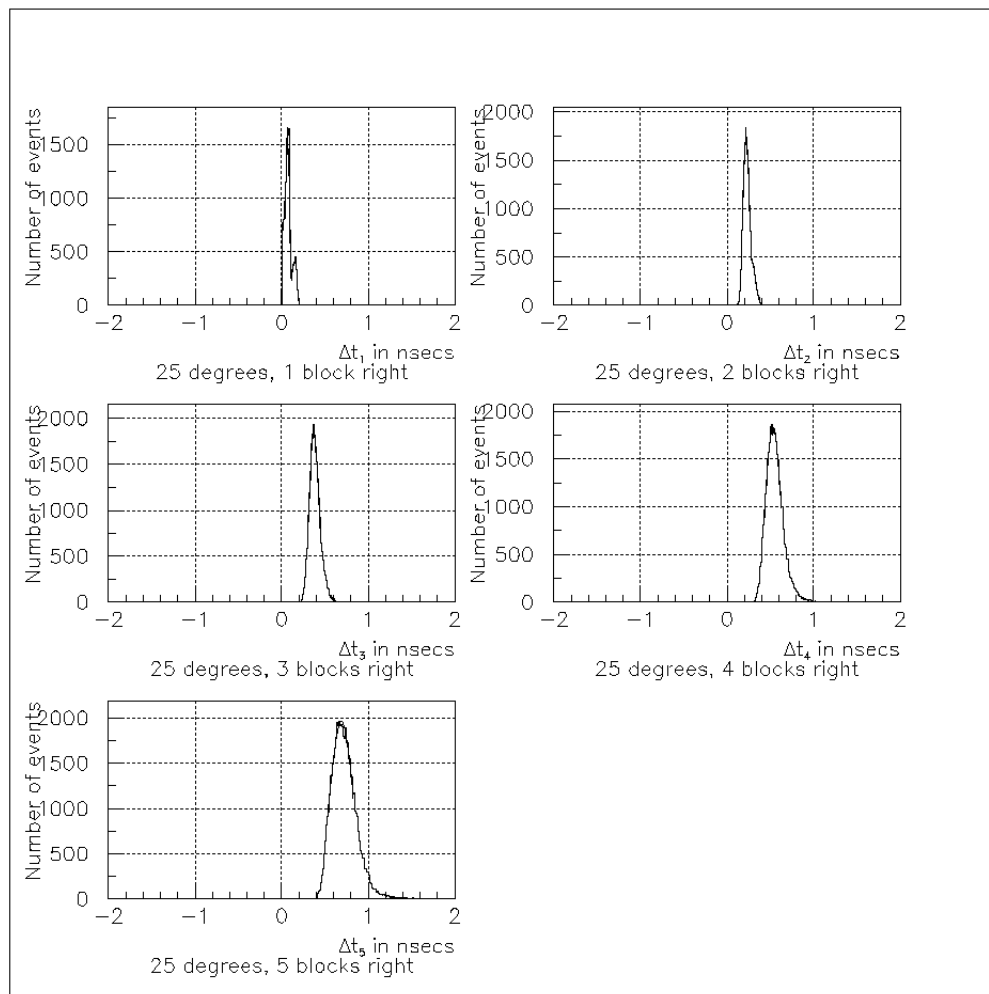 Number of events
1500
1000
500
0
−2 −1 0 1 2
Δt₁ in nsecs
25 degrees, 1 block right
Number of events
2000
1500
1000
500
0
−2 −1 0 1 2
Δt₂ in nsecs
25 degrees, 2 blocks right
Number of events
2000
1500
1000
500
0
−2 −1 0 1 2
Δt₃ in nsecs
25 degrees, 3 blocks right
Number of events
2000
1500
1000
500
0
−2 −1 0 1 2
Δt₄ in nsecs
25 degrees, 4 blocks right
Number of events
2000
1500
1000
500
0
−2 −1 0 1 2
Δt₅ in nsecs
25 degrees, 5 blocks right